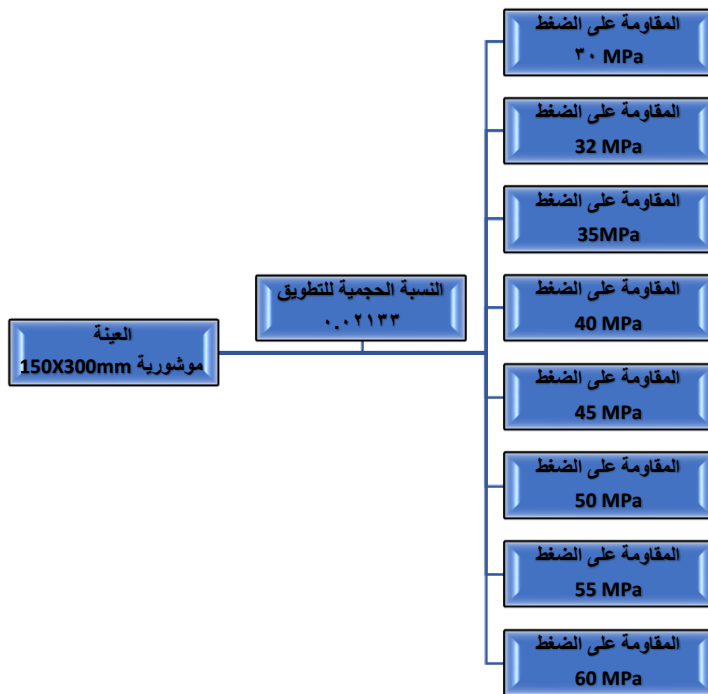 المقاومة على الضغط
٣٠ MPa
المقاومة على الضغط
32 MPa
المقاومة على الضغط
35MPa
النسبة الحجمية للتطويق
٠.٠٢١٣٣
المقاومة على الضغط
40 MPa
العينة
موشورية 150X300mm
المقاومة على الضغط
45 MPa
المقاومة على الضغط
50 MPa
المقاومة على الضغط
55 MPa
المقاومة على الضغط
60 MPa